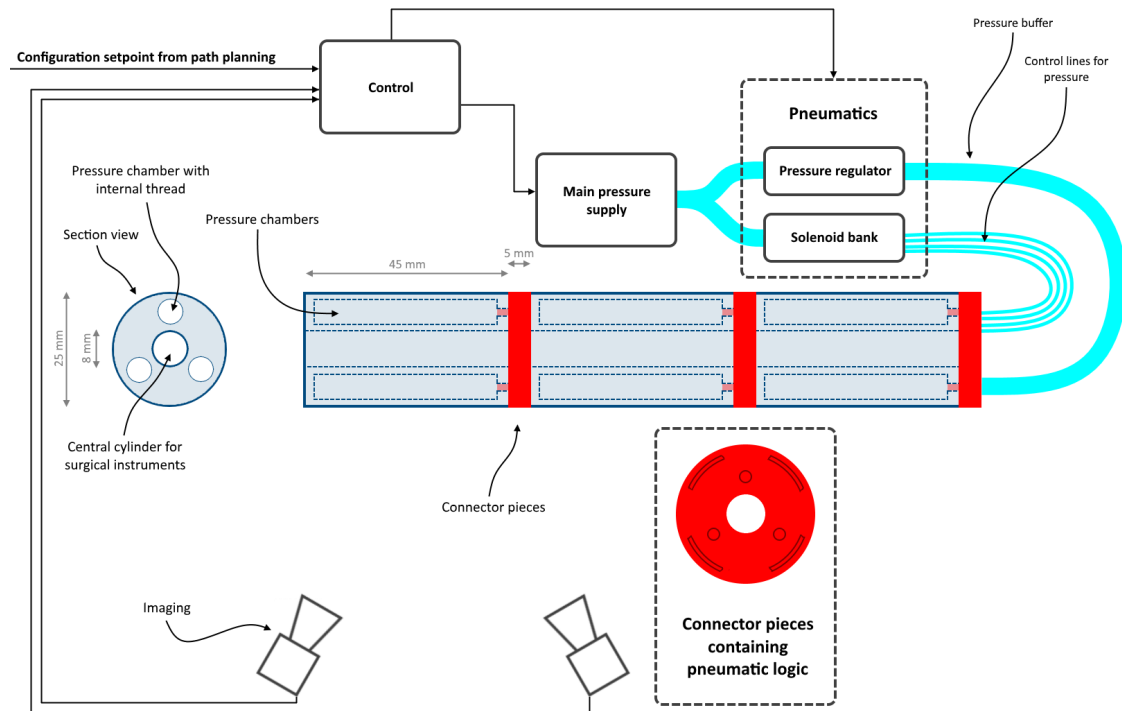 Pressure buffer
Configuration setpoint from path planning
Control
Control lines for
pressure
Pneumatics
Pressure chamber with
internal thread
Pressure regulator
Main pressure
supply
Pressure chambers
Section view
Solenoid bank
5 mm
45 mm
25 mm
8 mm
Central cylinder for
surgical instruments
Connector pieces
Imaging
Connector pieces
containing
pneumatic logic